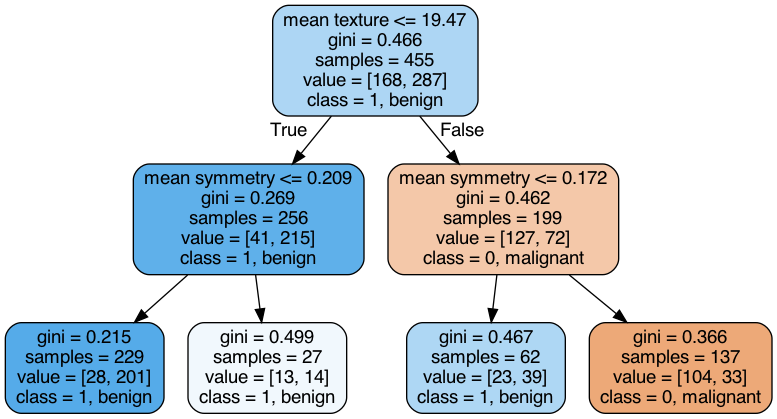 mean texture <= 19.47
gini = 0.466
samples = 455
value = [168, 287]
class = 1, benign
True
False
mean symmetry <= 0.209
gini = 0.269
samples = 256
value = [41, 215]
class = 1, benign
mean symmetry <= 0.172
gini = 0.462
samples = 199
value = [127, 72]
class = 0, malignant
gini = 0.215
samples = 229
value = [28, 201]
class = 1, benign
gini = 0.499
samples = 27
value = [13, 14]
class = 1, benign
gini = 0.467
samples = 62
value = [23, 39]
class = 1, benign
gini = 0.366
samples = 137
value = [104, 33]
class = 0, malignant